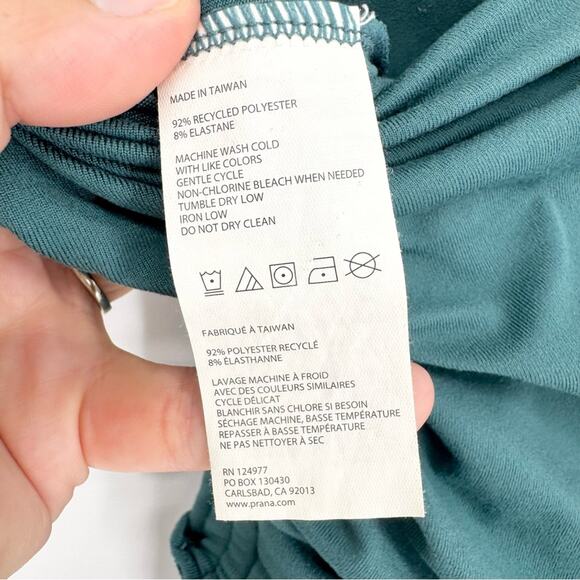 MADE IN TAIWAN
92% RECYCLED POLYESTER
8% ELASTANE
MACHINE WASH COLD
WITH LIKE COLORS
GENTLE CYCLE
NON-CHLORINE BLEACH WHEN NEEDED
TUMBLE DRY LOW
IRON LOW
DO NOT DRY CLEAN
FABRIQUÉ À TAIWAN
92% POLYESTER RECYCLÉ
8% ÉLASTHANNE
LAVAGE MACHINE À FROID
AVEC DES COULEURS SIMILAIRES
CYCLE DÉLICAT
BLANCHIR SANS CHLORE SI BESOIN
SÉCHAGE MACHINE, BASSE TEMPÉRATURE
REPASSER À BASSE TEMPÉRATURE
NE PAS NETTOYER À SEC
RN 124977
PO BOX 130430
CARLSBAD, CA 92013
www.prana.com